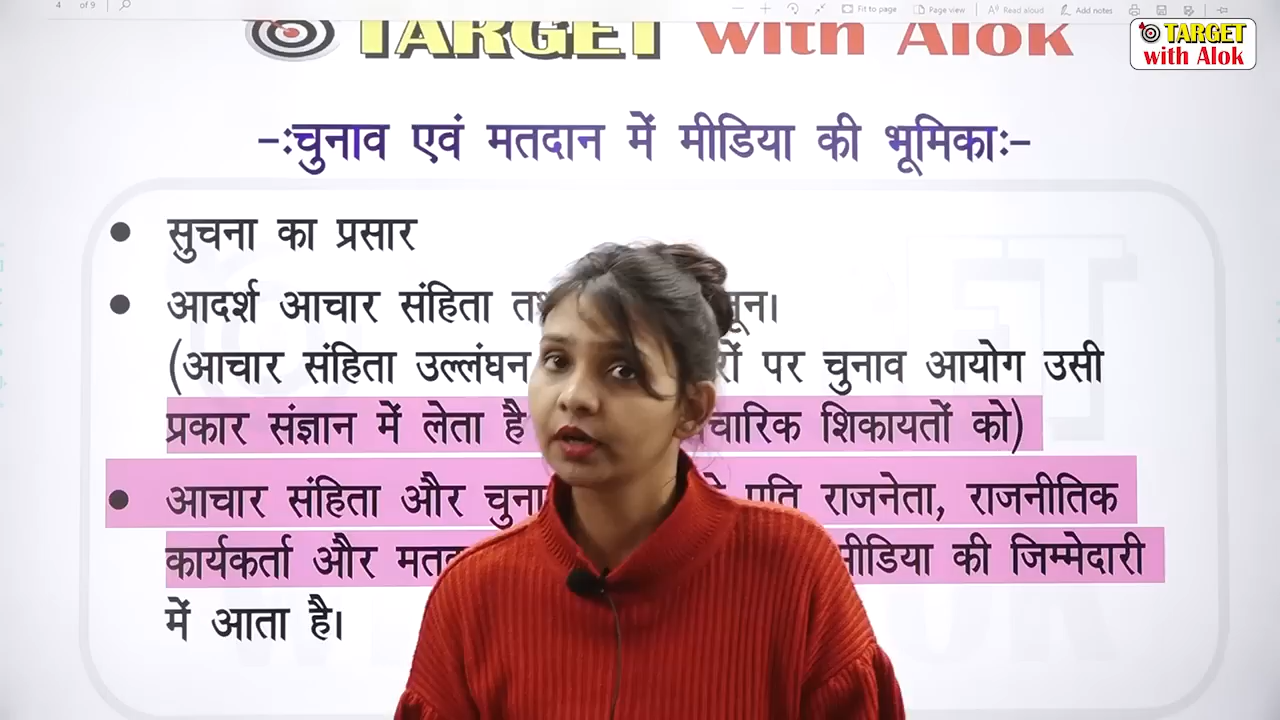 4 of 9 Fit to page Page view Read aloud Add notes
TARGET with Alok
TARGET
with Alok
-ःचुनाव एवं मतदान में मीडिया की भूमिकाः-
● सुचना का प्रसार
● आदर्श आचार संहिता
(आचार संहिता उल्लंघन पर चुनाव आयोग उसी
प्रकार संज्ञान में लेता है शिकायतों को)
● आचार संहिता और प्रति राजनेता, राजनीतिक
कार्यकर्ता और मीडिया की जिम्मेदारी
में आता है।